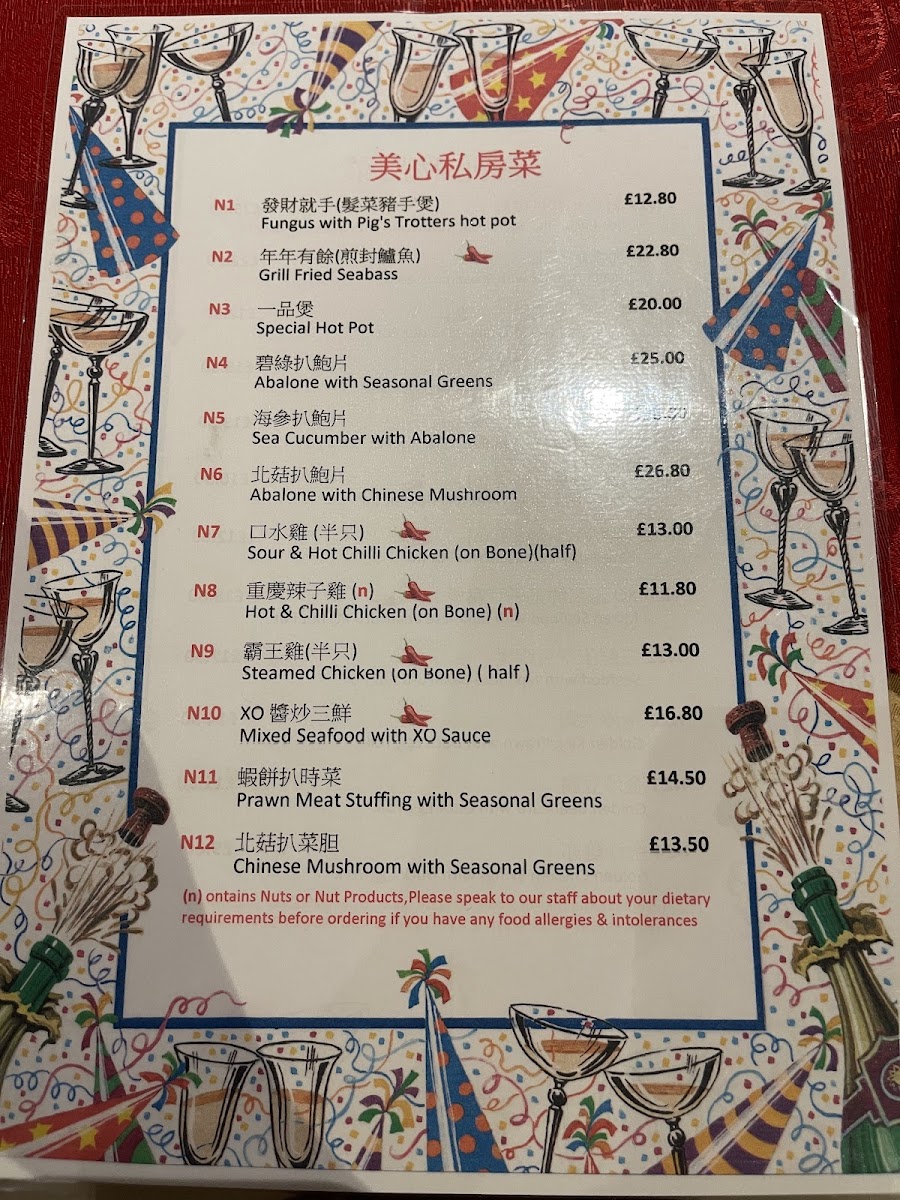 美心私房菜
N1 發財就手(髮菜豬手煲) £12.80
Fungus with Pig's Trotters hot pot
N2 年年有餘(煎封鱸魚) £22.80
Grill Fried Seabass
N3 一品煲 £20.00
Special Hot Pot
N4 碧綠扒鮑片 £25.00
Abalone with Seasonal Greens
N5 海參扒鮑片
Sea Cucumber with Abalone
N6 北菇扒鮑片 £26.80
Abalone with Chinese Mushroom
N7 口水雞 (半只) £13.00
Sour & Hot Chilli Chicken (on Bone)(half)
N8 重慶辣子雞 (n) £11.80
Hot & Chilli Chicken (on Bone) (n)
N9 霸王雞(半只) £13.00
Steamed Chicken (on Bone) ( half )
N10 XO 醬炒三鮮 £16.80
Mixed Seafood with XO Sauce
N11 蝦餅扒時菜 £14.50
Prawn Meat Stuffing with Seasonal Greens
N12 北菇扒菜胆 £13.50
Chinese Mushroom with Seasonal Greens
(n) ontains Nuts or Nut Products,Please speak to our staff about your dietary
requirements before ordering if you have any food allergies & intolerances